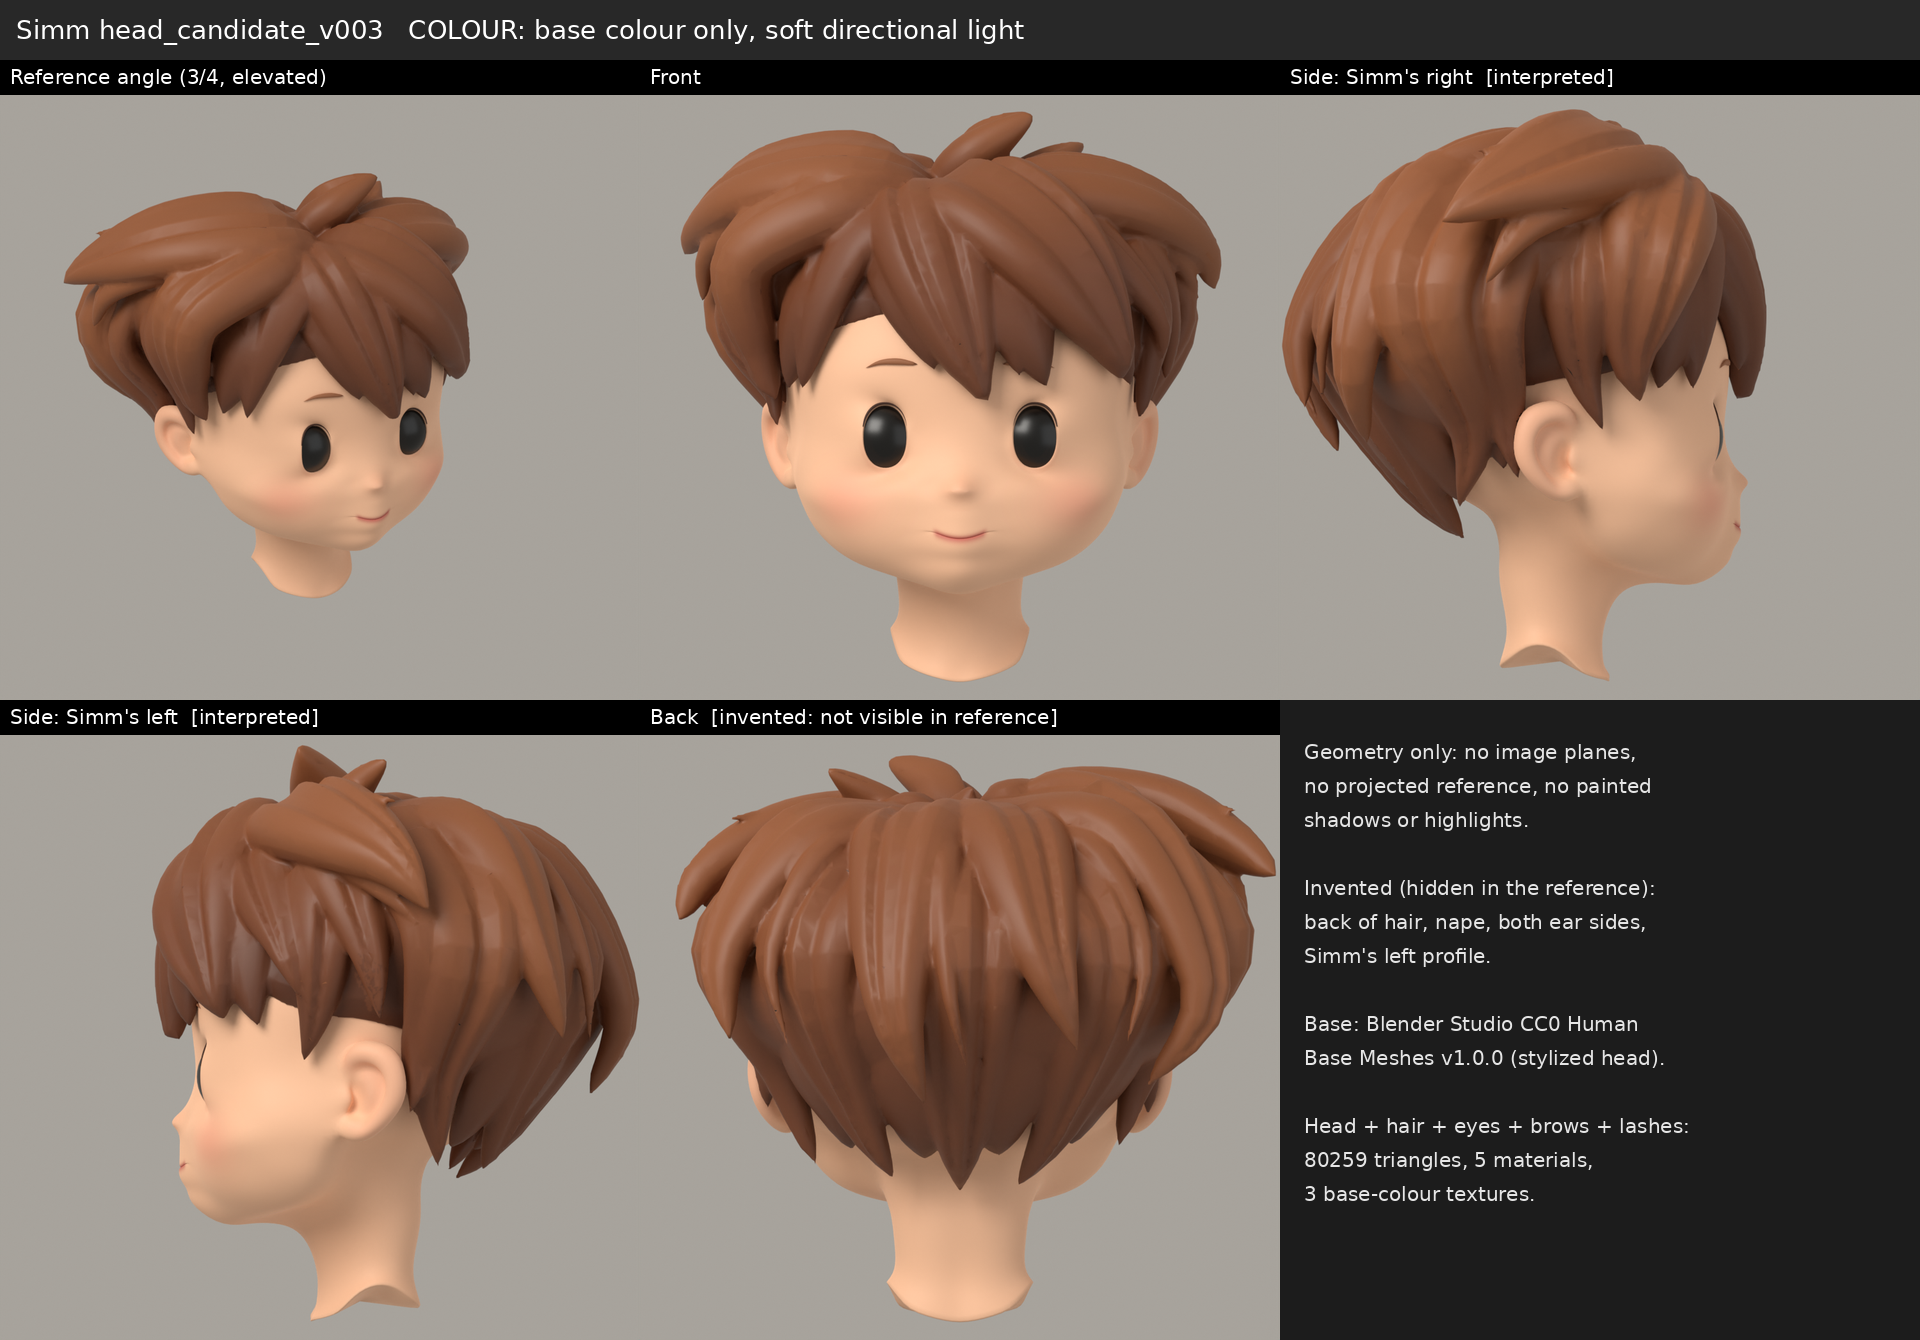 Simm head_candidate_v003   COLOUR: base colour only, soft directional light
Reference angle (3/4, elevated)
Front
Side: Simm's right  [interpreted]
Side: Simm's left  [interpreted]
Back  [invented: not visible in reference]
Geometry only: no image planes,
no projected reference, no painted
shadows or highlights.
Invented (hidden in the reference):
back of hair, nape, both ear sides,
Simm's left profile.
Base: Blender Studio CC0 Human
Base Meshes v1.0.0 (stylized head).
Head + hair + eyes + brows + lashes:
80259 triangles, 5 materials,
3 base-colour textures.